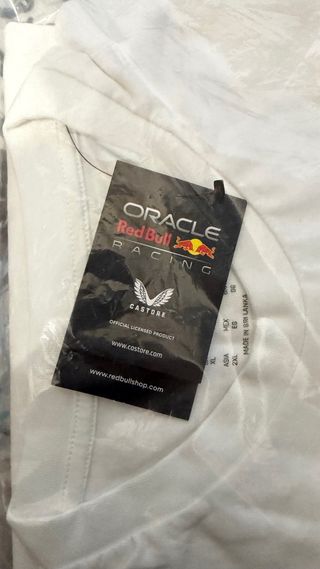 ORACLE
Red Bull
RACING
CASTORE
OFFICIAL LICENSED PRODUCT
www.castore.com
www.redbullshop.com
XL
ASIA MEX
2XL EG
MADE IN SRI LANKA